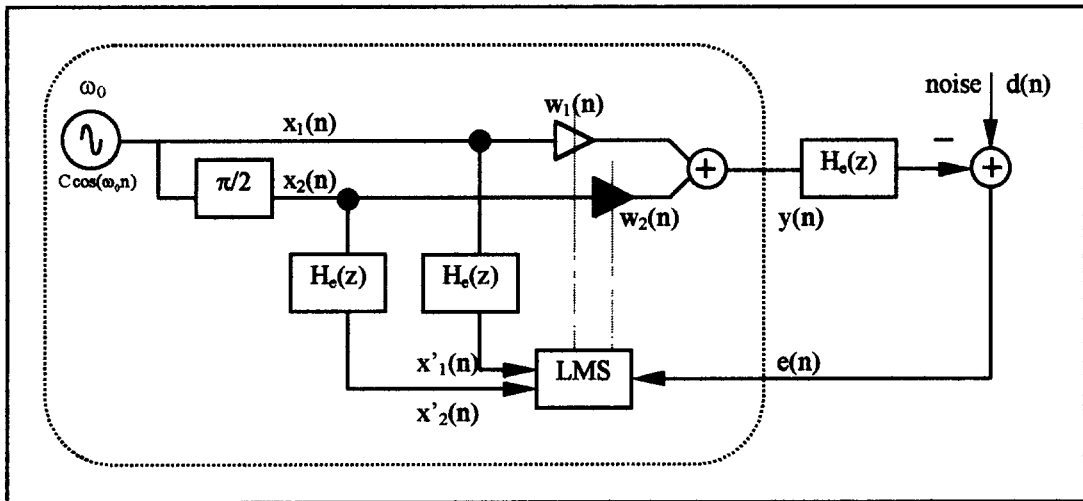 ω₀
C cos(ω₀n)
x₁(n)
π/2
x₂(n)
w₁(n)
+
w₂(n)
y(n)
Hₑ(z)
noise
d(n)
−
+
Hₑ(z)
Hₑ(z)
x'₁(n)
x'₂(n)
LMS
e(n)